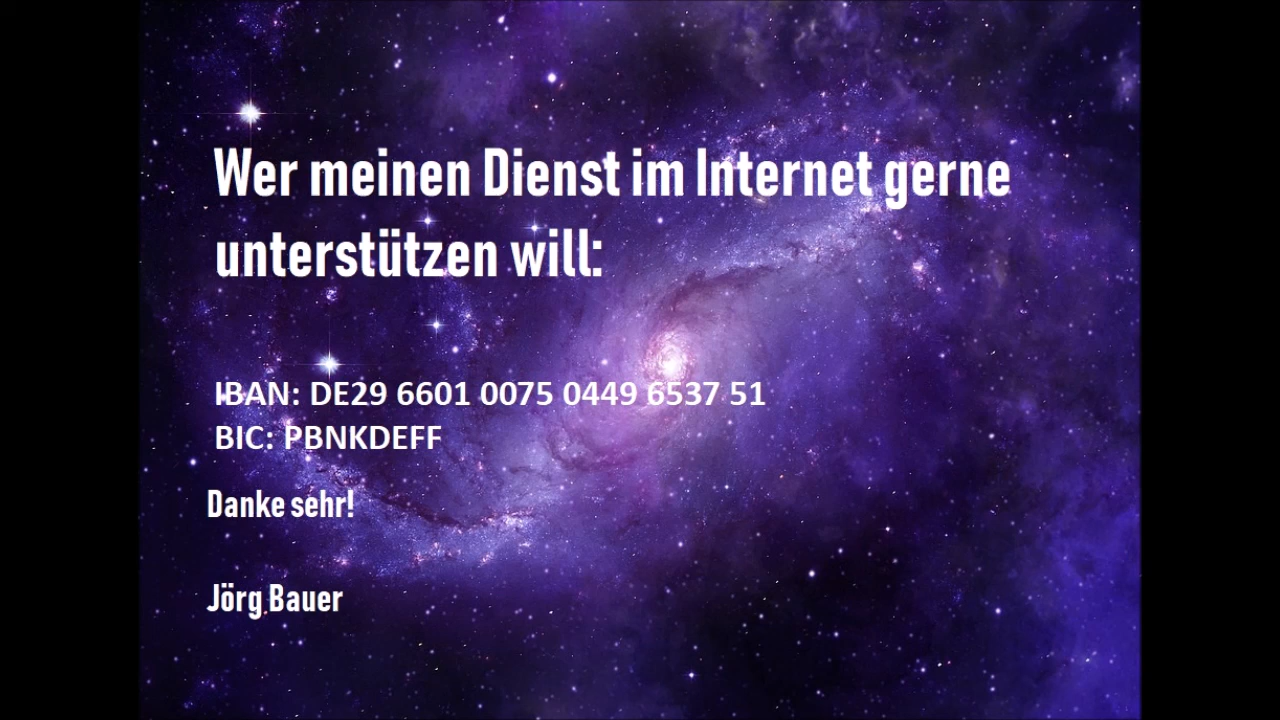 Wer meinen Dienst im Internet gerne
unterstützen will:
IBAN: DE29 6601 0075 0449 6537 51
BIC: PBNKDEFF
Danke sehr!
Jörg Bauer